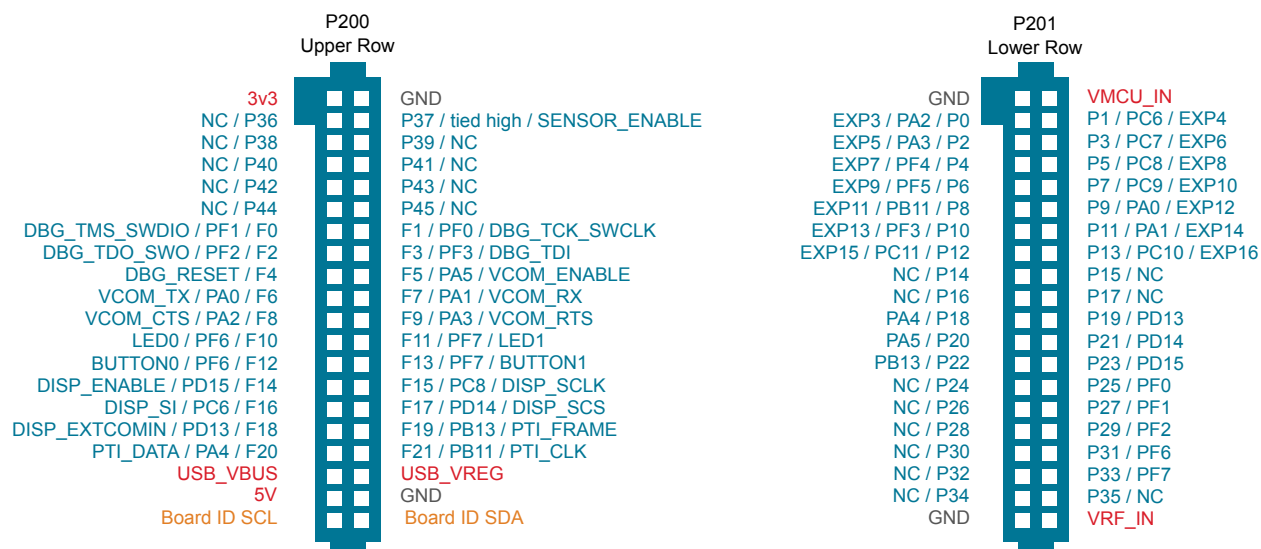 P200
Upper Row
3v3
GND
NC / P36
P37 / tied high / SENSOR_ENABLE
NC / P38
P39 / NC
NC / P40
P41 / NC
NC / P42
P43 / NC
NC / P44
P45 / NC
DBG_TMS_SWDIO / PF1 / F0
F1 / PF0 / DBG_TCK_SWCLK
DBG_TDO_SWO / PF2 / F2
F3 / PF3 / DBG_TDI
DBG_RESET / F4
F5 / PA5 / VCOM_ENABLE
VCOM_TX / PA0 / F6
F7 / PA1 / VCOM_RX
VCOM_CTS / PA2 / F8
F9 / PA3 / VCOM_RTS
LED0 / PF6 / F10
F11 / PF7 / LED1
BUTTON0 / PF6 / F12
F13 / PF7 / BUTTON1
DISP_ENABLE / PD15 / F14
F15 / PC8 / DISP_SCLK
DISP_SI / PC6 / F16
F17 / PD14 / DISP_SCS
DISP_EXTCOMIN / PD13 / F18
F19 / PB13 / PTI_FRAME
PTI_DATA / PA4 / F20
F21 / PB11 / PTI_CLK
USB_VBUS
USB_VREG
5V
GND
Board ID SCL
Board ID SDA
P201
Lower Row
GND
VMCU_IN
EXP3 / PA2 / P0
P1 / PC6 / EXP4
EXP5 / PA3 / P2
P3 / PC7 / EXP6
EXP7 / PF4 / P4
P5 / PC8 / EXP8
EXP9 / PF5 / P6
P7 / PC9 / EXP10
EXP11 / PB11 / P8
P9 / PA0 / EXP12
EXP13 / PF3 / P10
P11 / PA1 / EXP14
EXP15 / PC11 / P12
P13 / PC10 / EXP16
NC / P14
P15 / NC
NC / P16
P17 / NC
PA4 / P18
P19 / PD13
PA5 / P20
P21 / PD14
PB13 / P22
P23 / PD15
NC / P24
P25 / PF0
NC / P26
P27 / PF1
NC / P28
P29 / PF2
NC / P30
P31 / PF6
NC / P32
P33 / PF7
NC / P34
P35 / NC
GND
VRF_IN